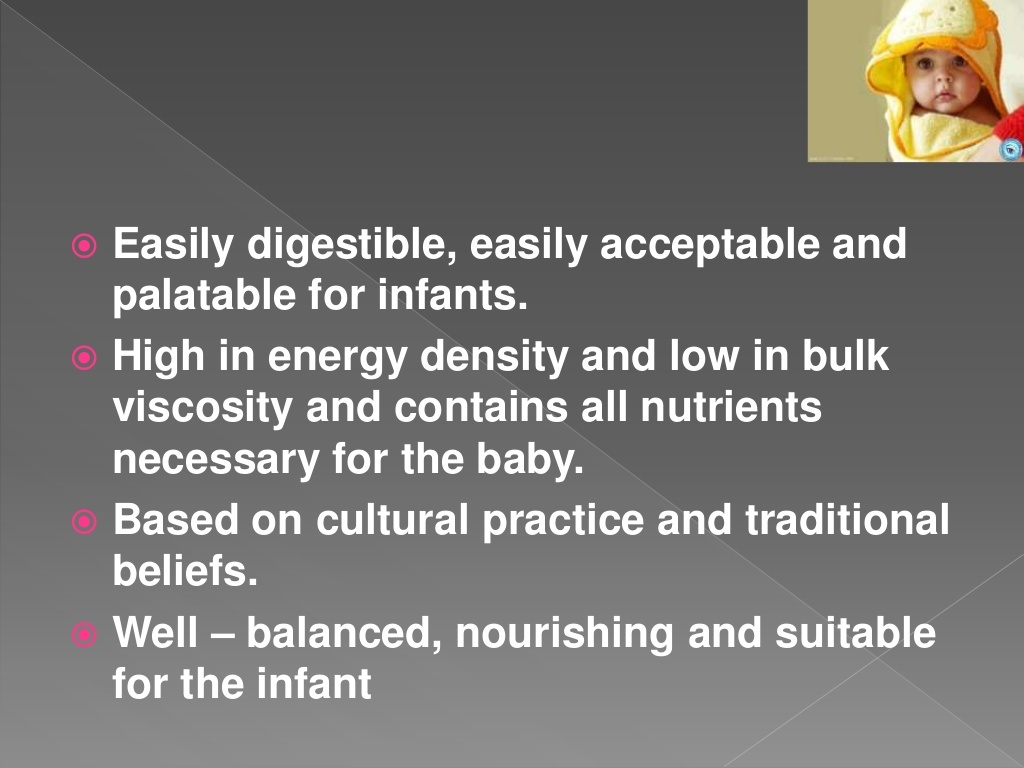 Easily digestible, easily acceptable and
palatable for infants.
High in energy density and low in bulk
viscosity and contains all nutrients
necessary for the baby.
Based on cultural practice and traditional
beliefs.
Well – balanced, nourishing and suitable
for the infant